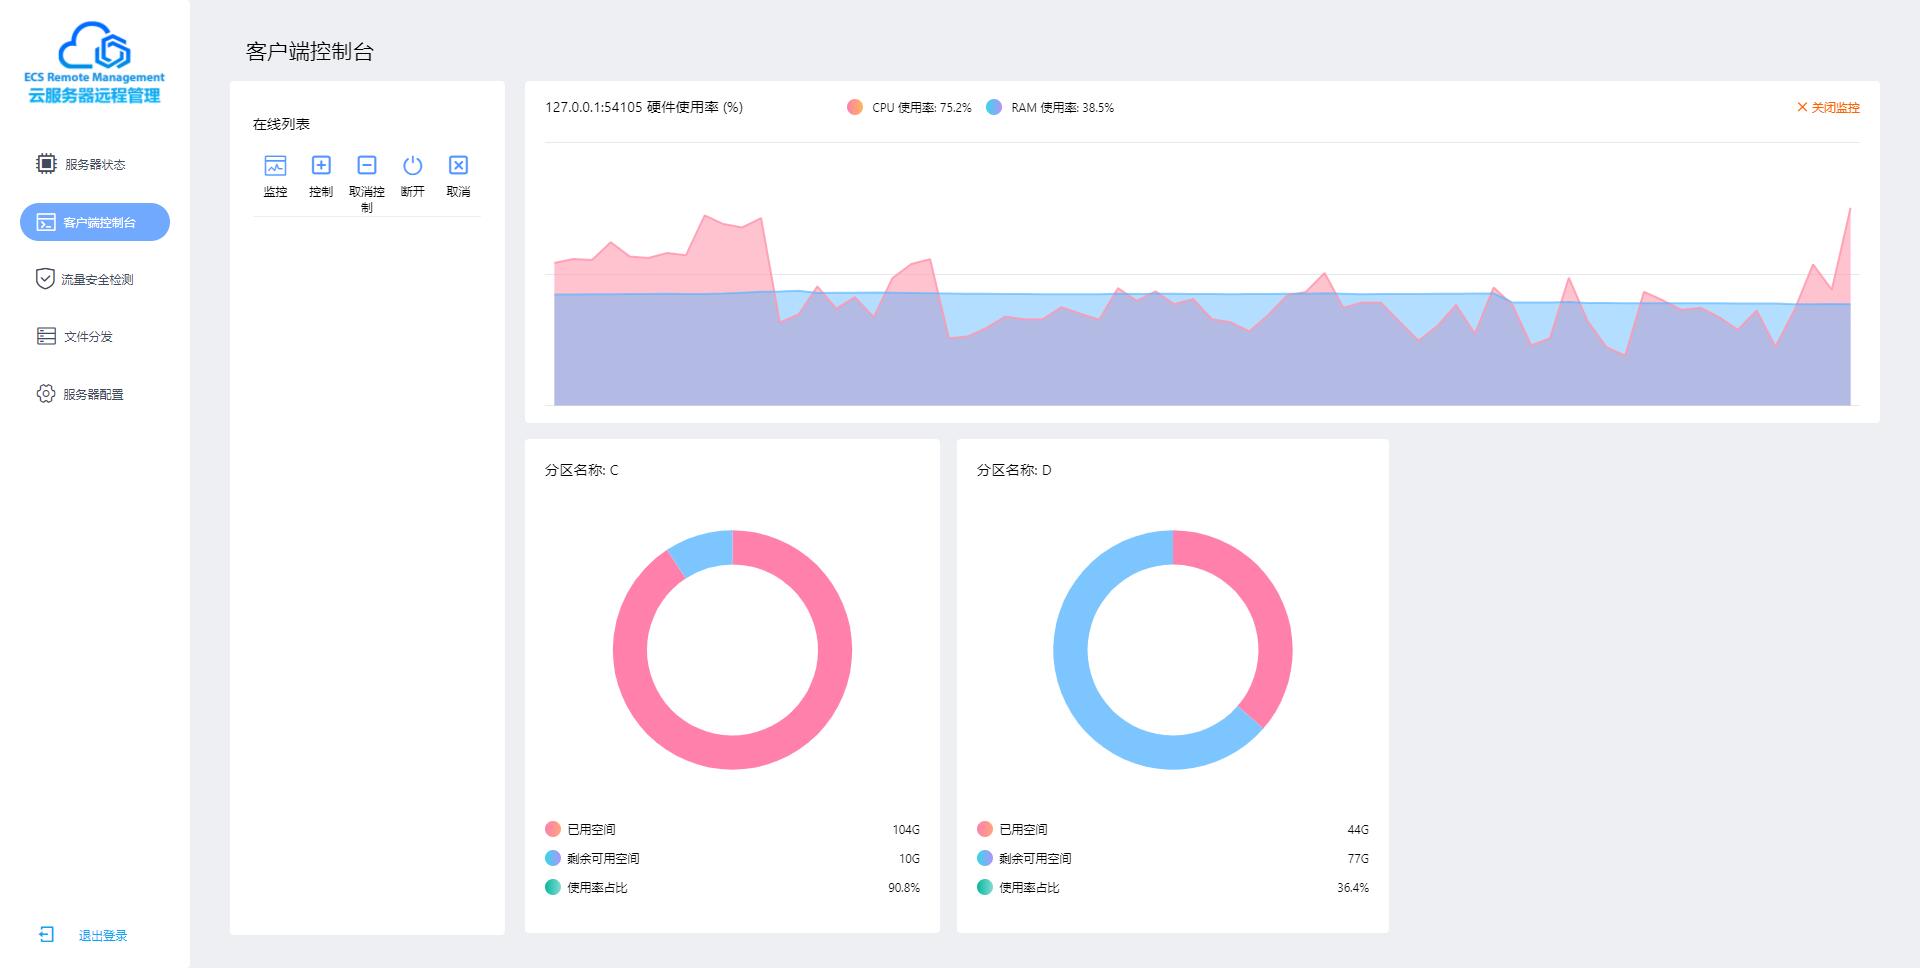 ECS Remote Management
云服务器远程管理
服务器状态
客户端控制台
流量安全检测
文件分发
服务器配置
退出登录
客户端控制台
在线列表
监控
控制
取消控
制
断开
取消
127.0.0.1:54105 硬件使用率 (%)
CPU 使用率: 75.2%
RAM 使用率: 38.5%
关闭监控
分区名称: C
已用空间 104G
剩余可用空间 10G
使用率占比 90.8%
分区名称: D
已用空间 44G
剩余可用空间 77G
使用率占比 36.4%